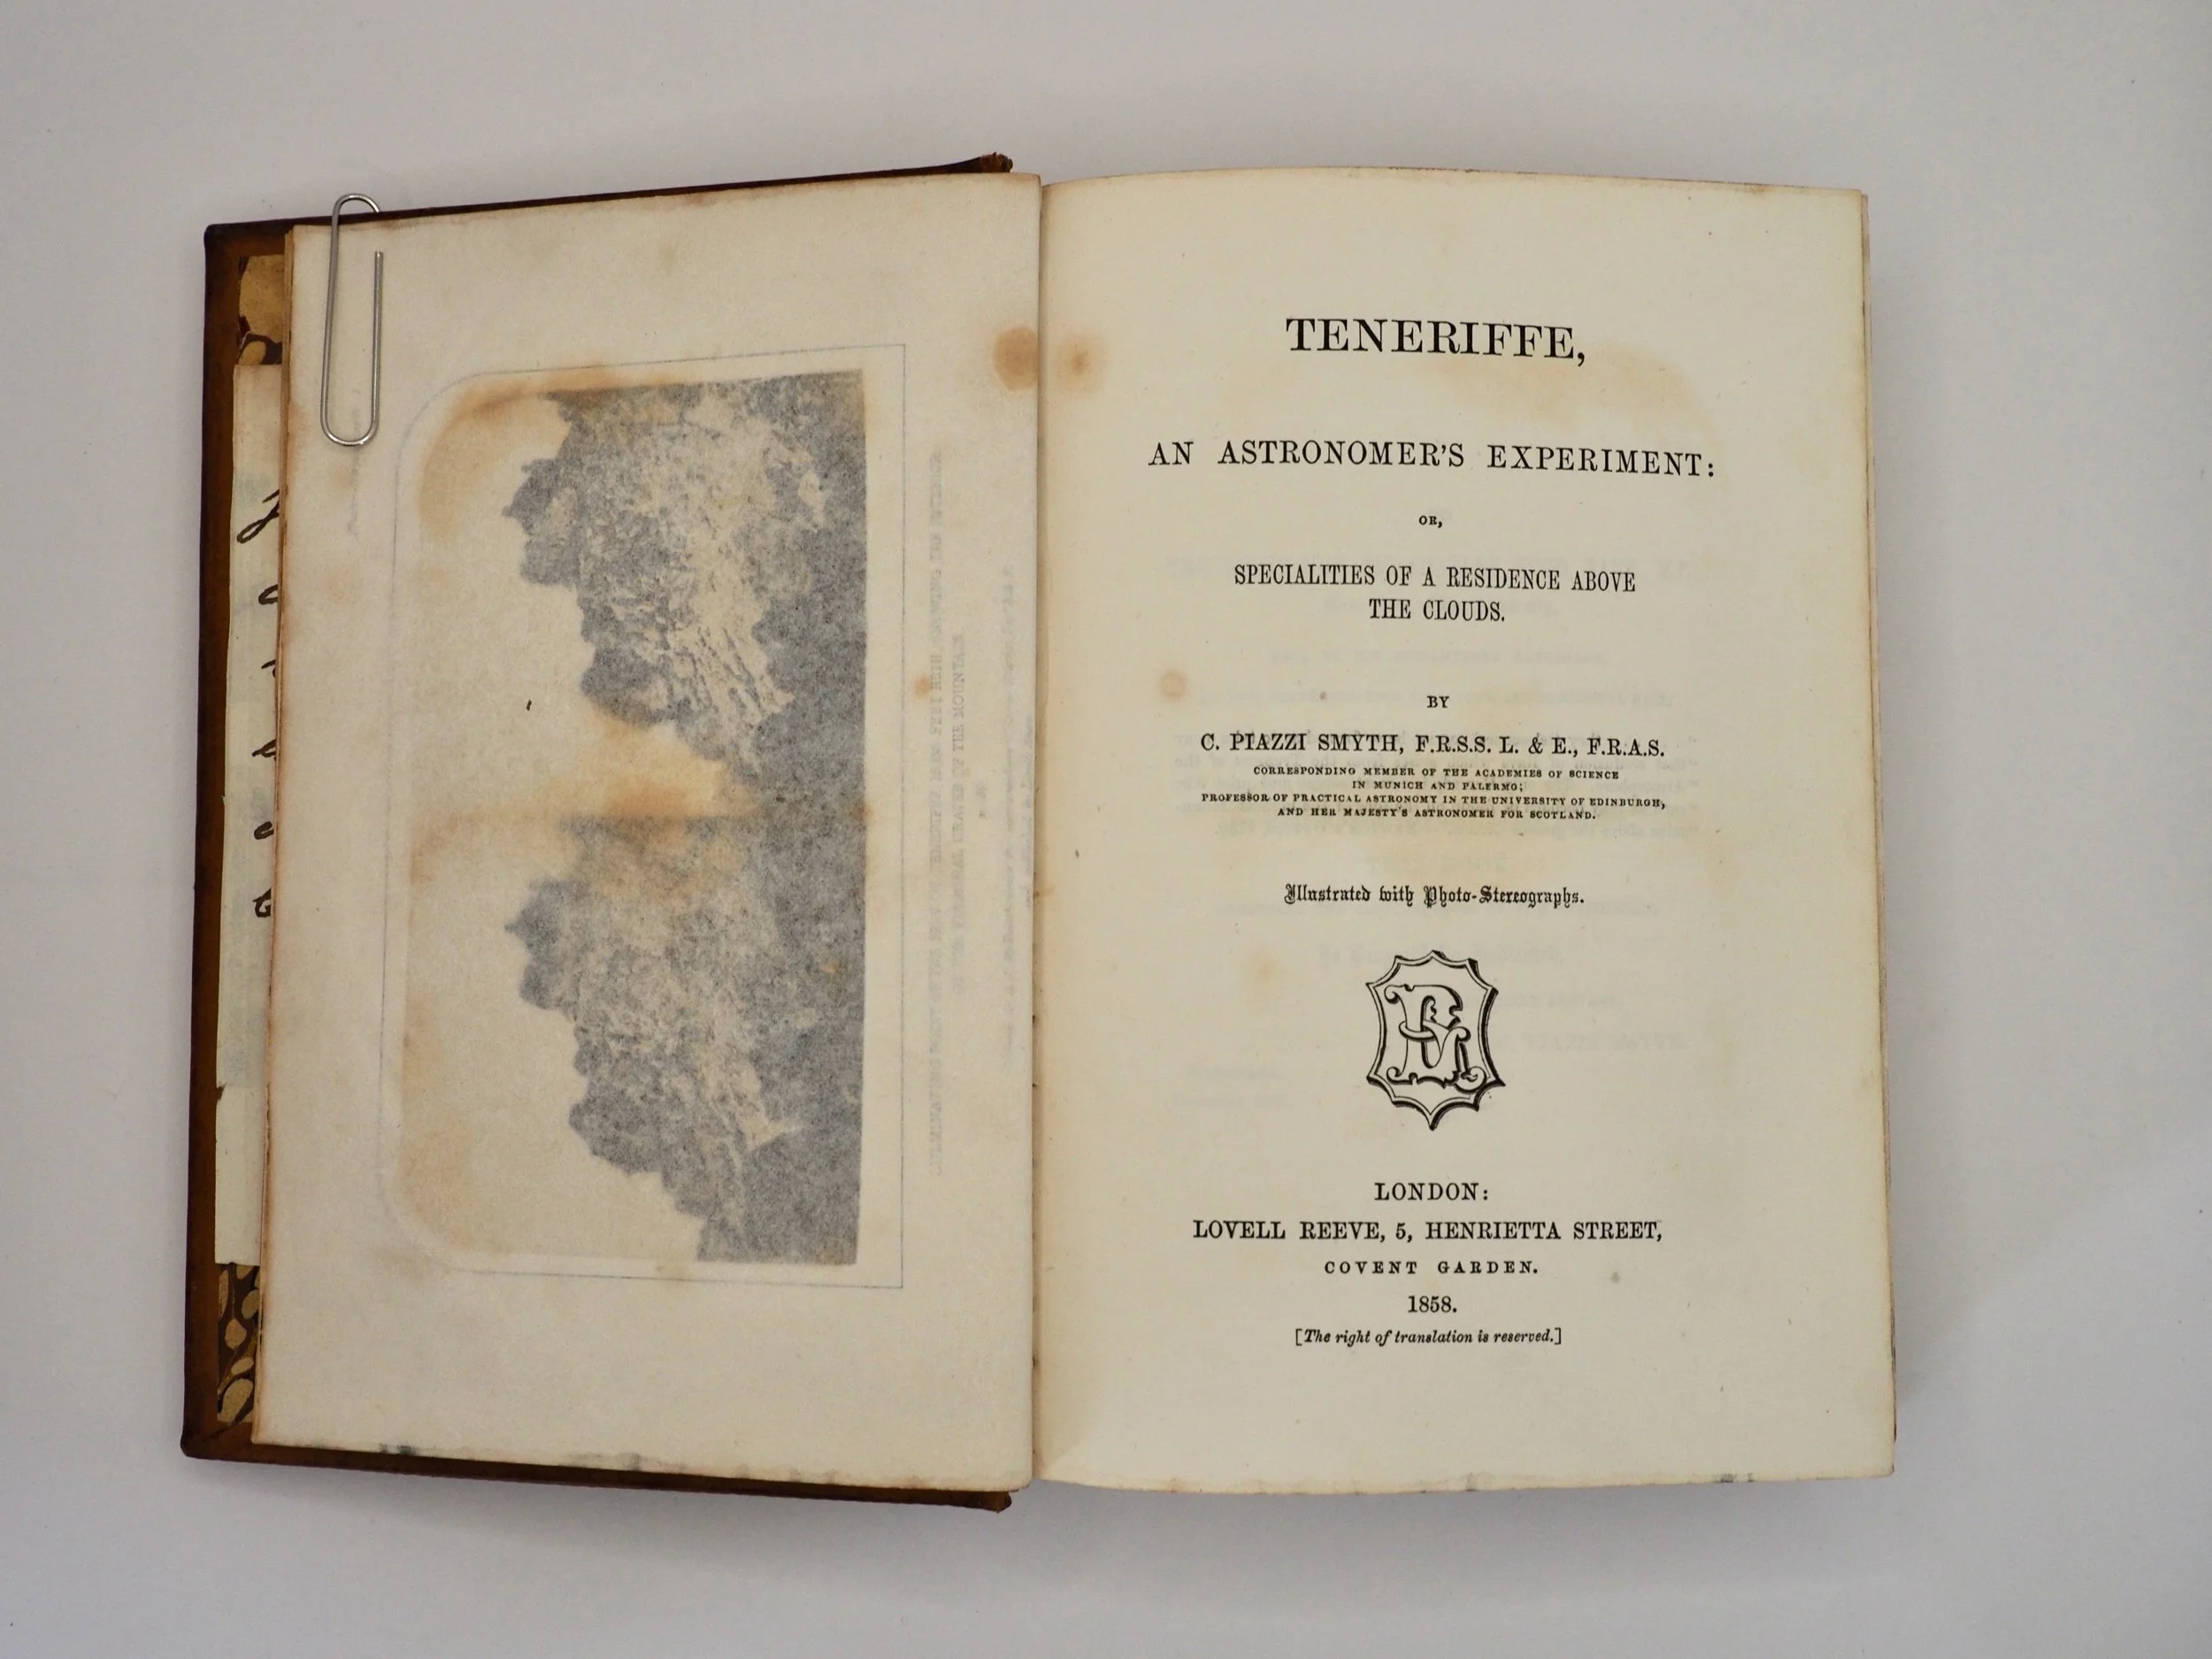 TENERIFFE,
AN ASTRONOMER'S EXPERIMENT:
OR,
SPECIALITIES OF A RESIDENCE ABOVE
THE CLOUDS.
BY
C. PIAZZI SMYTH, F.R.S.S. L. & E., F.R.A.S.
CORRESPONDING MEMBER OF THE ACADEMIES OF SCIENCE
IN MUNICH AND PALERMO;
PROFESSOR OF PRACTICAL ASTRONOMY IN THE UNIVERSITY OF EDINBURGH,
AND HER MAJESTY'S ASTRONOMER FOR SCOTLAND.
Illustrated with Photo-Stereographs.
LONDON:
LOVELL REEVE, 5, HENRIETTA STREET,
COVENT GARDEN.
1858.
[The right of translation is reserved.]